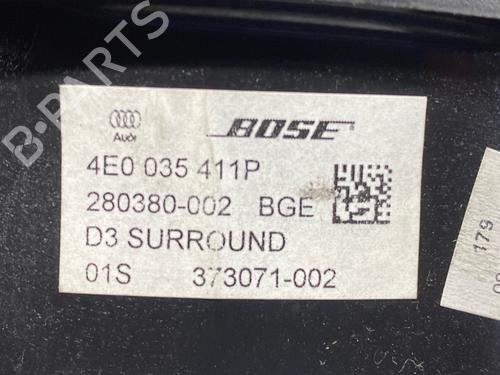 B-PARTS
Audi
BOSE
4E0 035 411P
280380-002 BGE
D3 SURROUND
01S 373071-002
179